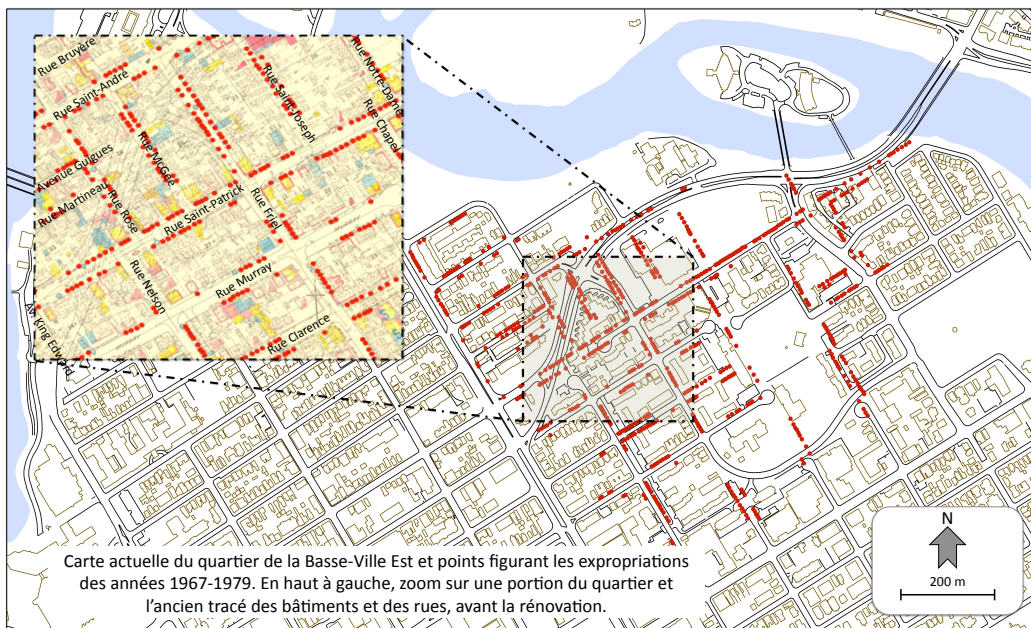 Rue Bruyère
Rue Saint-André
Rue Saint-Joseph
Rue Notre-Dame
Rue Chapel
Rue McGee
Avenue Guigues
Rue Martineau
Rue Rose
Rue Saint-Patrick
Rue Friel
Rue Nelson
Rue Murray
Rue Clarence
Av. King Edward
Carte actuelle du quartier de la Basse-Ville Est et points figurant les expropriations
des années 1967-1979. En haut à gauche, zoom sur une portion du quartier et
l'ancien tracé des bâtiments et des rues, avant la rénovation.
N
200 m